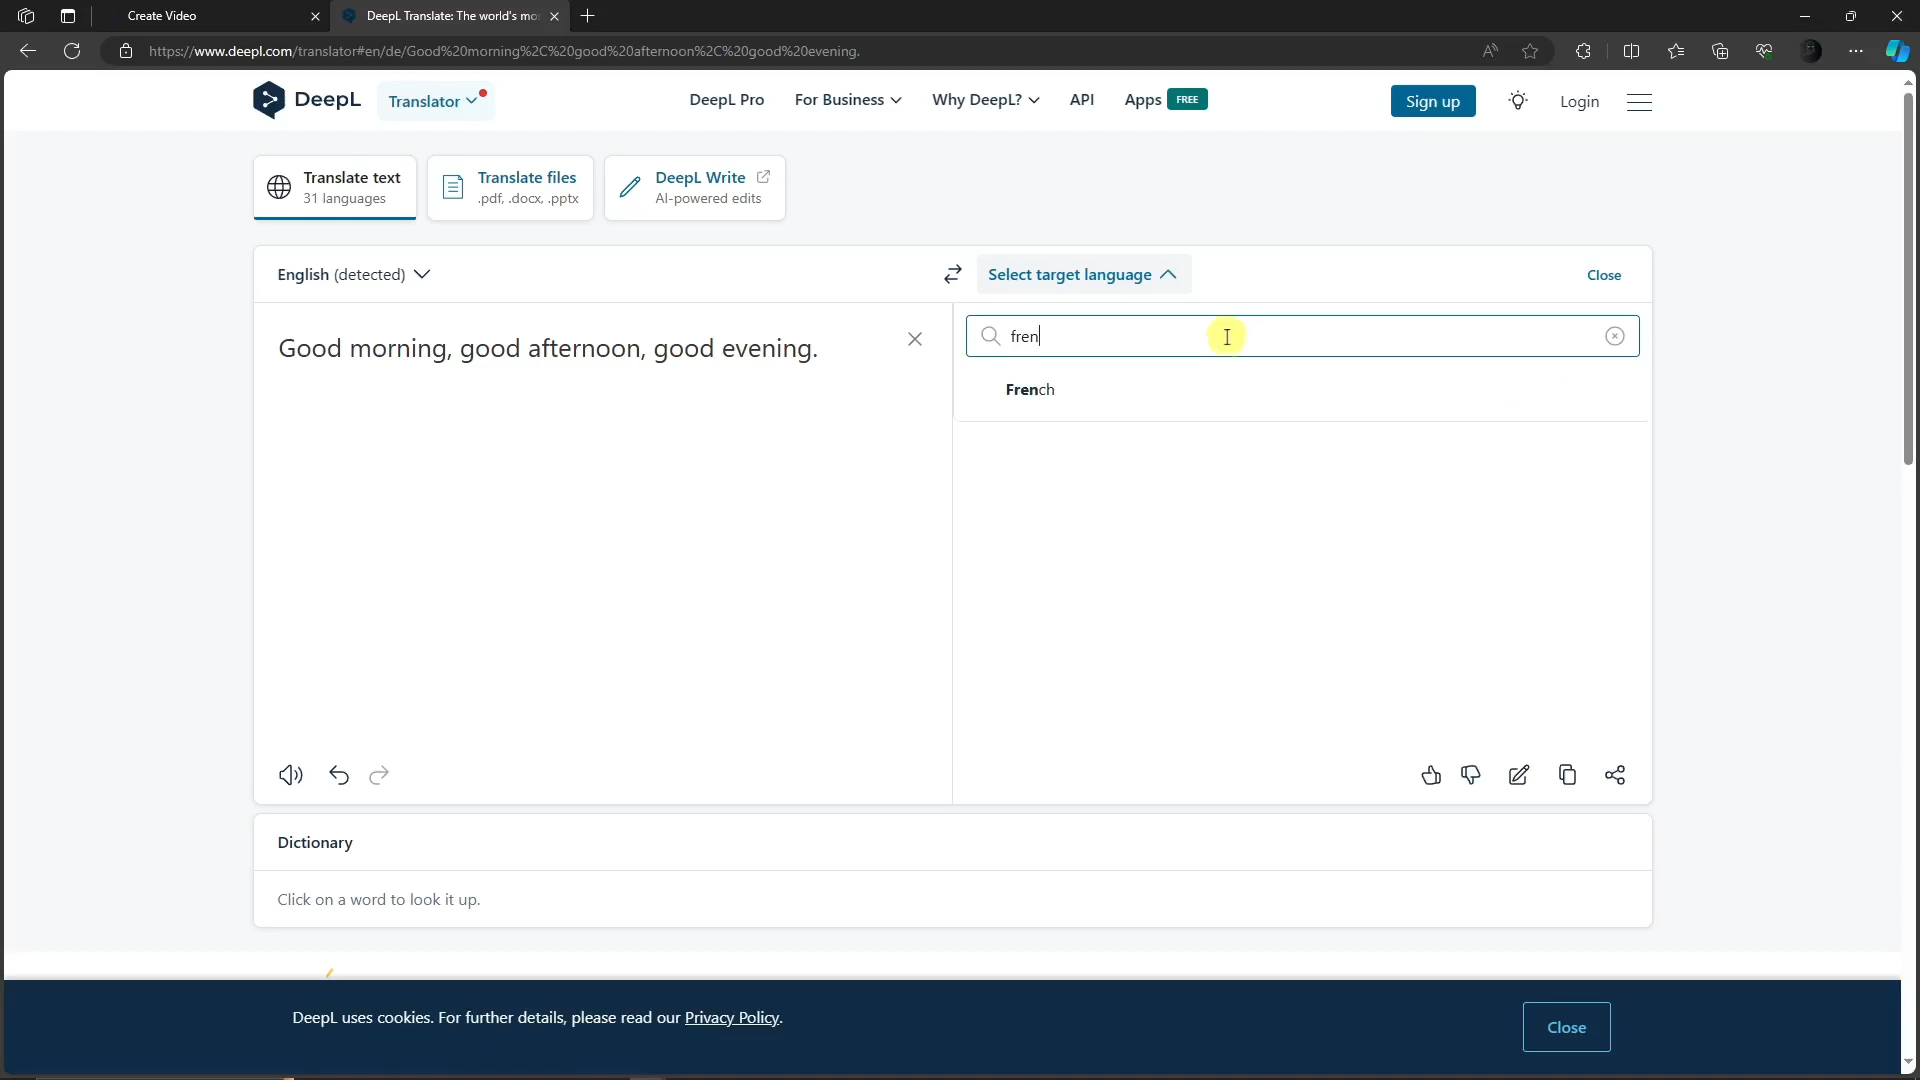 Create Video
DeepL Translate: The world's mo
https://www.deepl.com/translator#en/de/Good%20morning%2C%20good%20afternoon%2C%20good%20evening.
DeepL
Translator
DeepL Pro
For Business
Why DeepL?
API
Apps FREE
Sign up
Login
Translate text
31 languages
Translate files
.pdf, .docx, .pptx
DeepL Write
AI-powered edits
English (detected)
Select target language
Close
Good morning, good afternoon, good evening.
fren
French
Dictionary
Click on a word to look it up.
DeepL uses cookies. For further details, please read our Privacy Policy.
Close